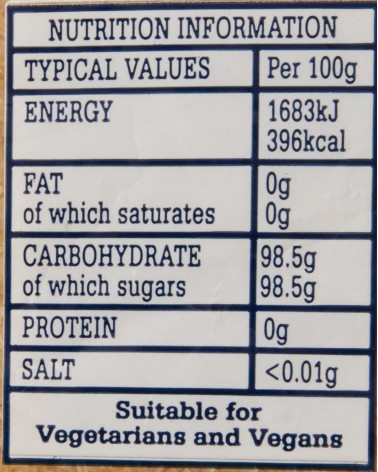 NUTRITION INFORMATION
TYPICAL VALUES Per 100g
ENERGY 1683kJ
396kcal
FAT 0g
of which saturates 0g
CARBOHYDRATE 98.5g
of which sugars 98.5g
PROTEIN 0g
SALT <0.01g
Suitable for
Vegetarians and Vegans